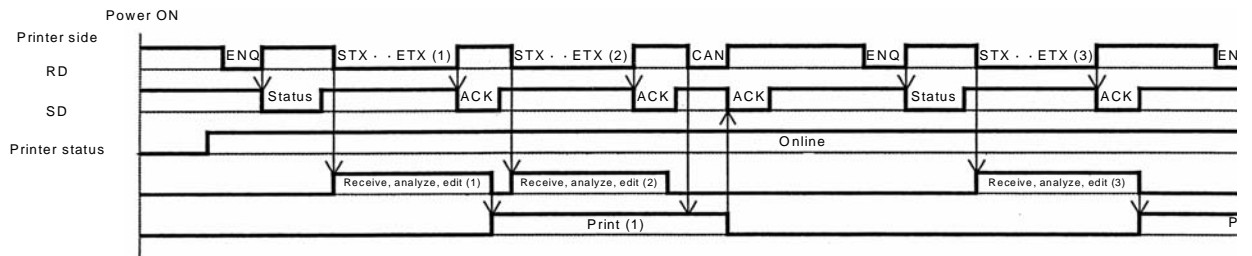 Power ON
Printer side
RD
ENQ STX · · ETX (1) STX · · ETX (2) CAN ENQ STX · · ETX (3) EN
SD
Status ACK ACK ACK Status ACK
Printer status
Online
Receive, analyze, edit (1) Receive, analyze, edit (2) Receive, analyze, edit (3)
Print (1) P